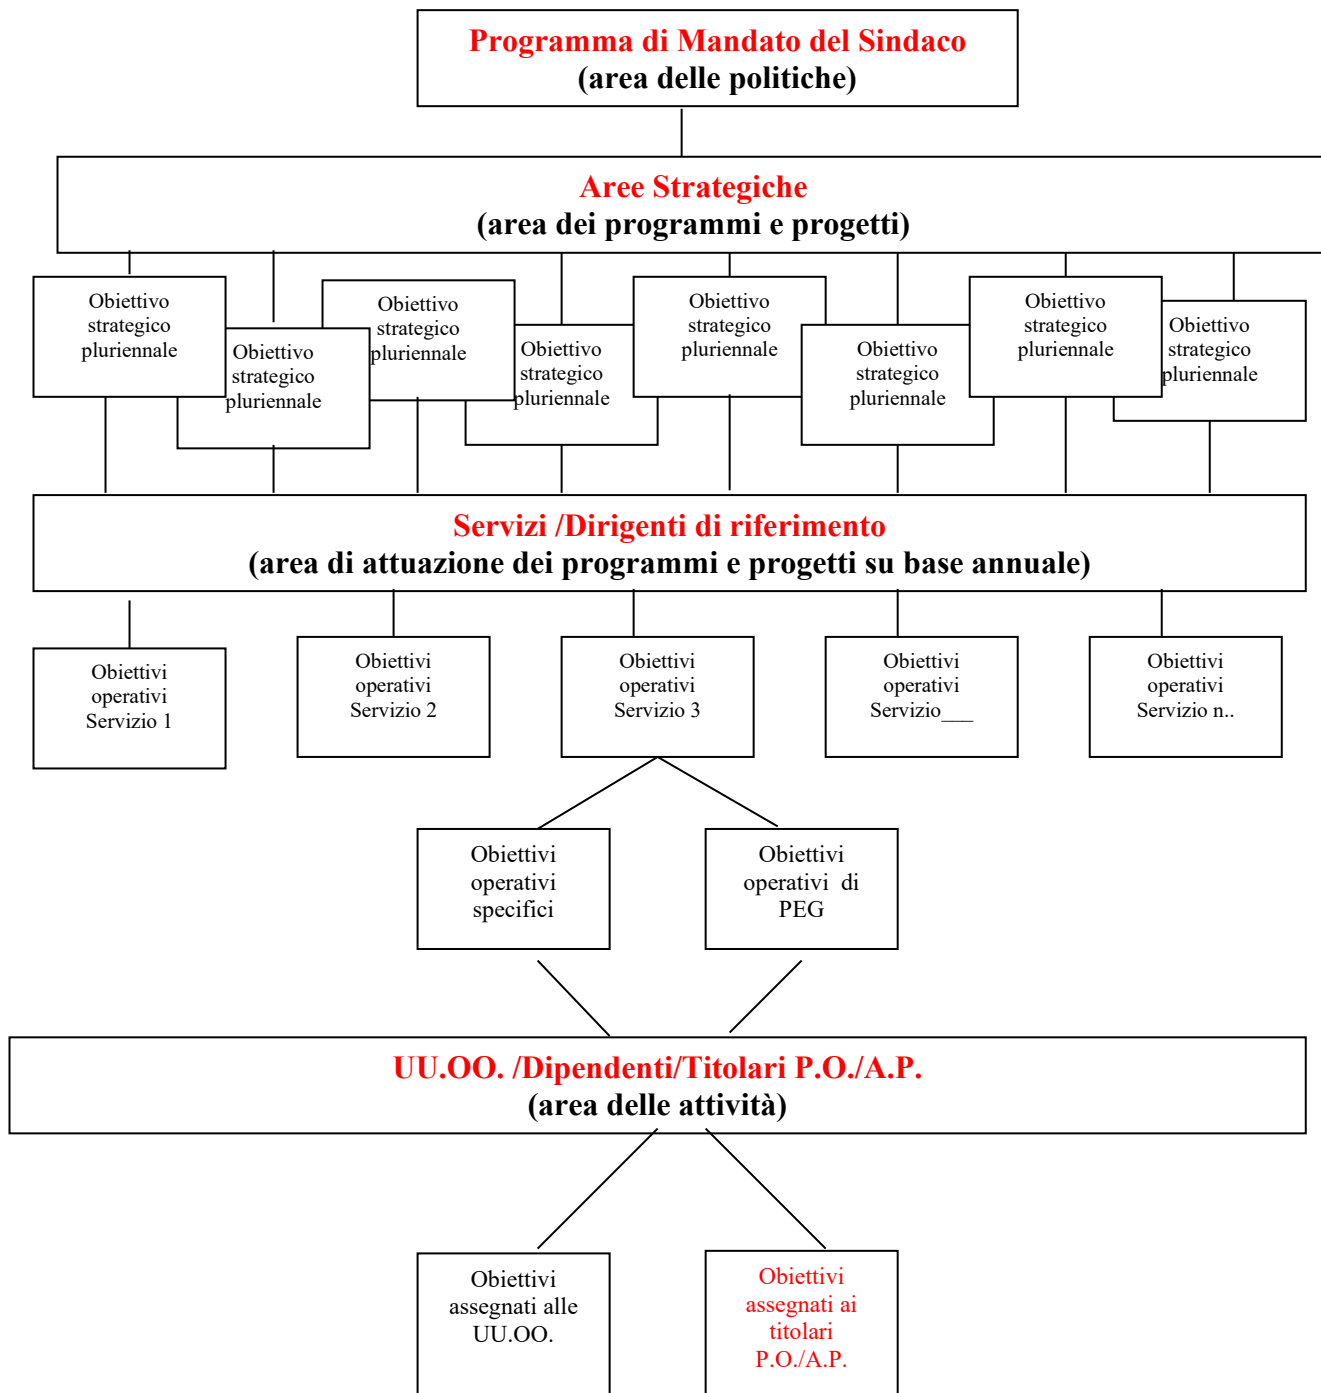 Programma di Mandato del Sindaco
(area delle politiche)
Aree Strategiche
(area dei programmi e progetti)
Obiettivo
strategico
pluriennale
Obiettivo
strategico
pluriennale
Obiettivo
strategico
pluriennale
Obiettivo
strategico
pluriennale
Obiettivo
strategico
pluriennale
Obiettivo
strategico
pluriennale
Obiettivo
strategico
pluriennale
Obiettivo
strategico
pluriennale
Servizi /Dirigenti di riferimento
(area di attuazione dei programmi e progetti su base annuale)
Obiettivi
operativi
Servizio 1
Obiettivi
operativi
Servizio 2
Obiettivi
operativi
Servizio 3
Obiettivi
operativi
Servizio___
Obiettivi
operativi
Servizio n..
Obiettivi
operativi
specifici
Obiettivi
operativi di
PEG
UU.OO. /Dipendenti/Titolari P.O./A.P.
(area delle attività)
Obiettivi
assegnati alle
UU.OO.
Obiettivi
assegnati ai
titolari
P.O./A.P.